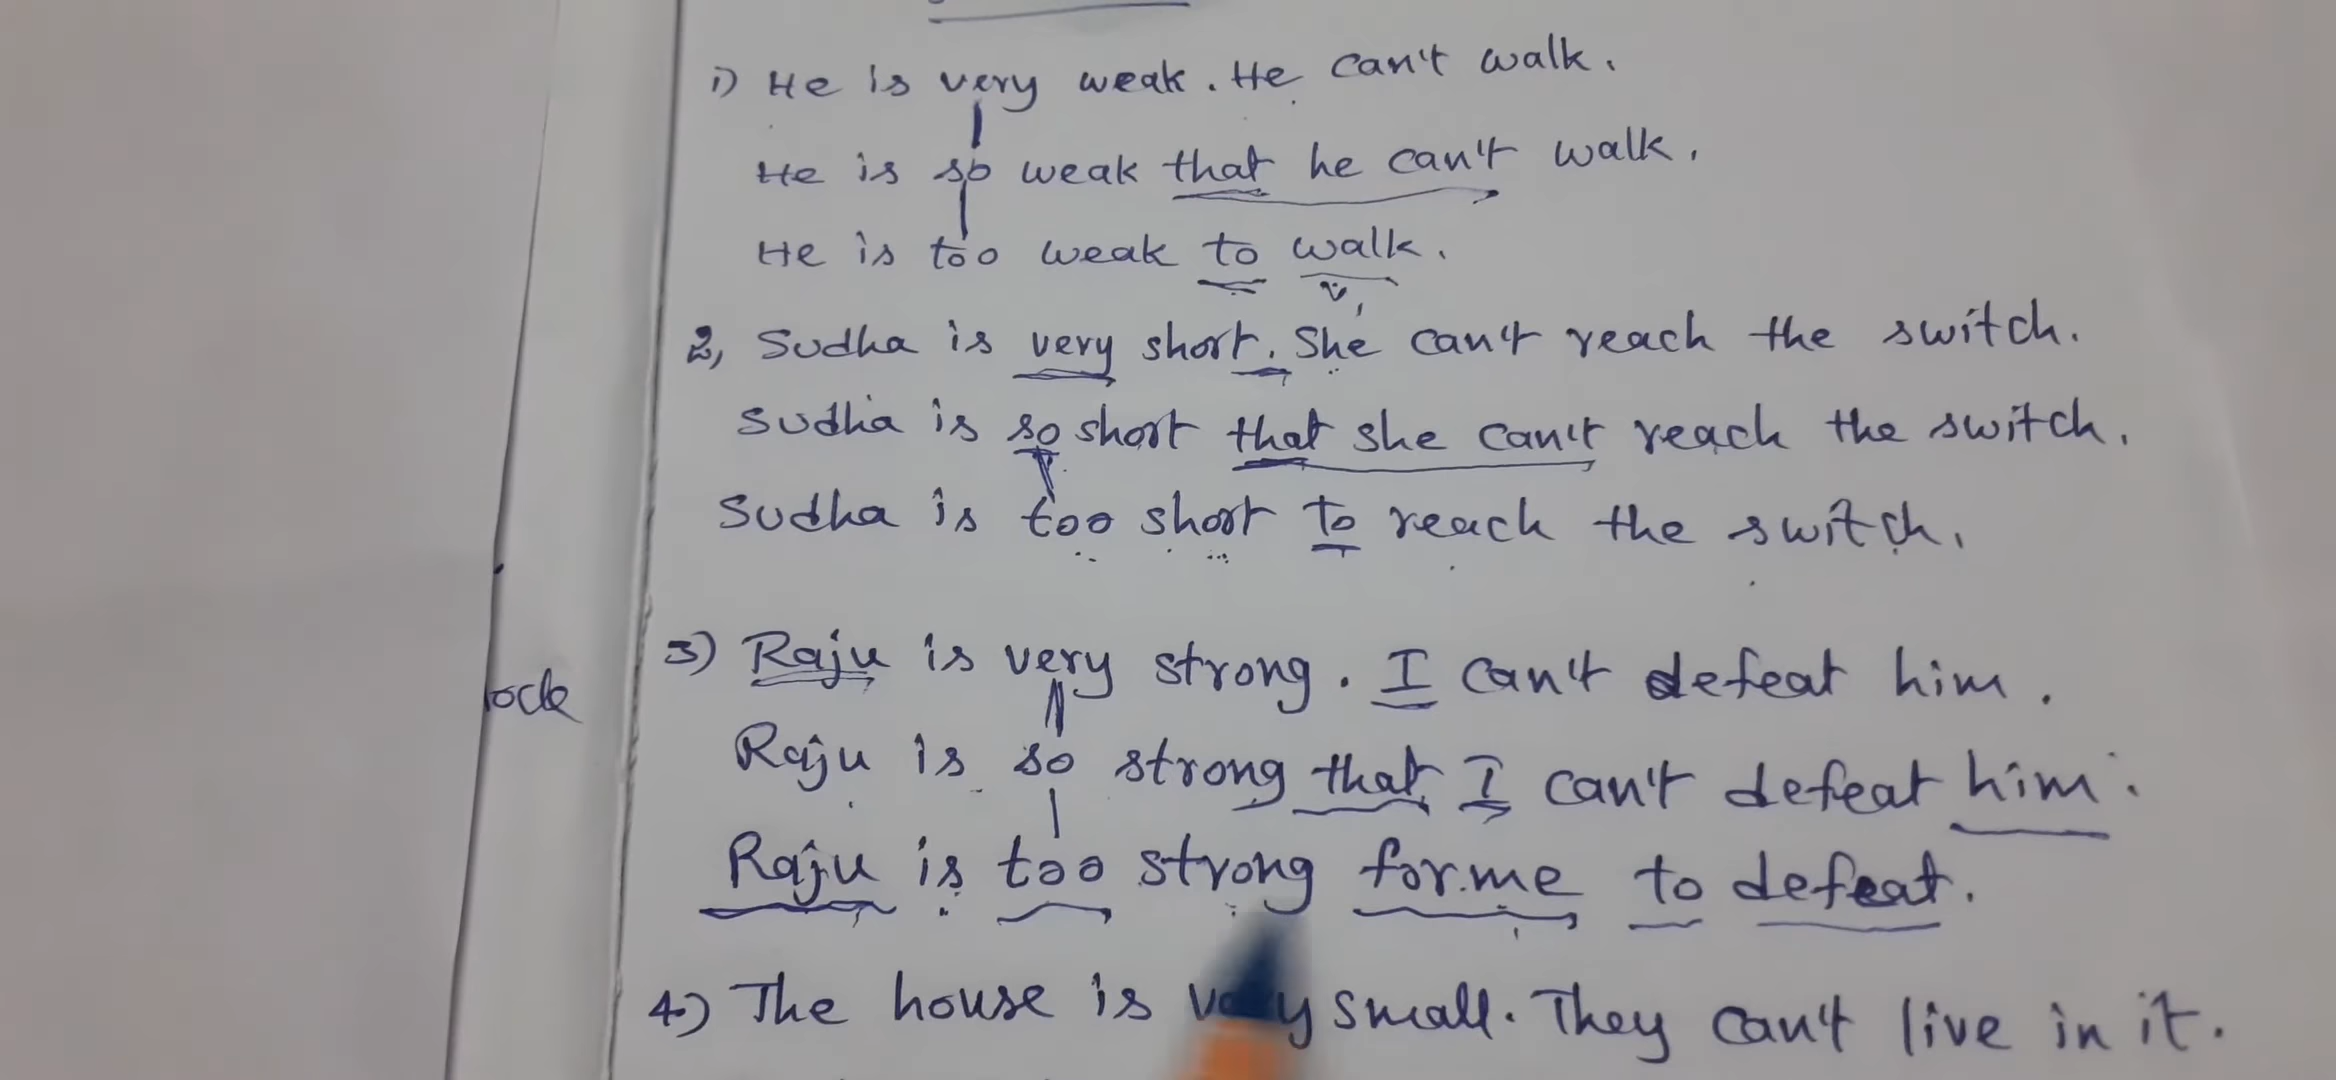 1) He is very weak. He can't walk.
He is so weak that he can't walk.
He is too weak to walk.
V1
2, Sudha is very short. She can't reach the switch.
Sudha is so short that she can't reach the switch.
Sudha is too short to reach the switch.
3) Raju is very strong. I can't defeat him.
ock
Raju is so strong that I can't defeat him.
Raju is too strong for me to defeat.
4) The house is very small. They can't live in it.